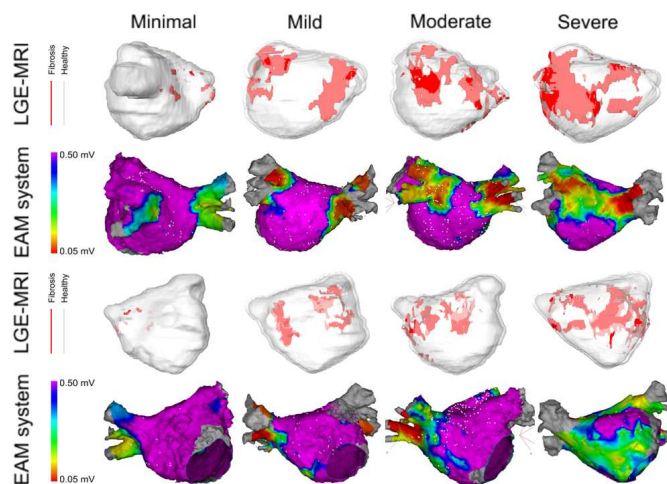 Minimal Mild Moderate Severe
LGE-MRI
Fibrosis
Healthy
EAM system
0.50 mV
0.05 mV
LGE-MRI
Fibrosis
Healthy
EAM system
0.50 mV
0.05 mV